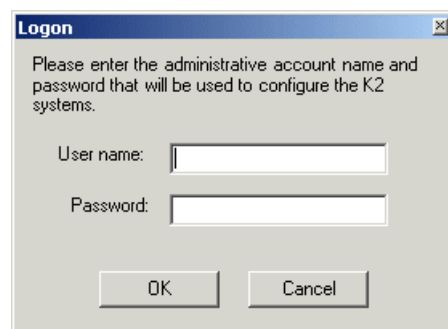 Logon
Please enter the administrative account name and
password that will be used to configure the K2
systems.
User name:
Password:
OK
Cancel